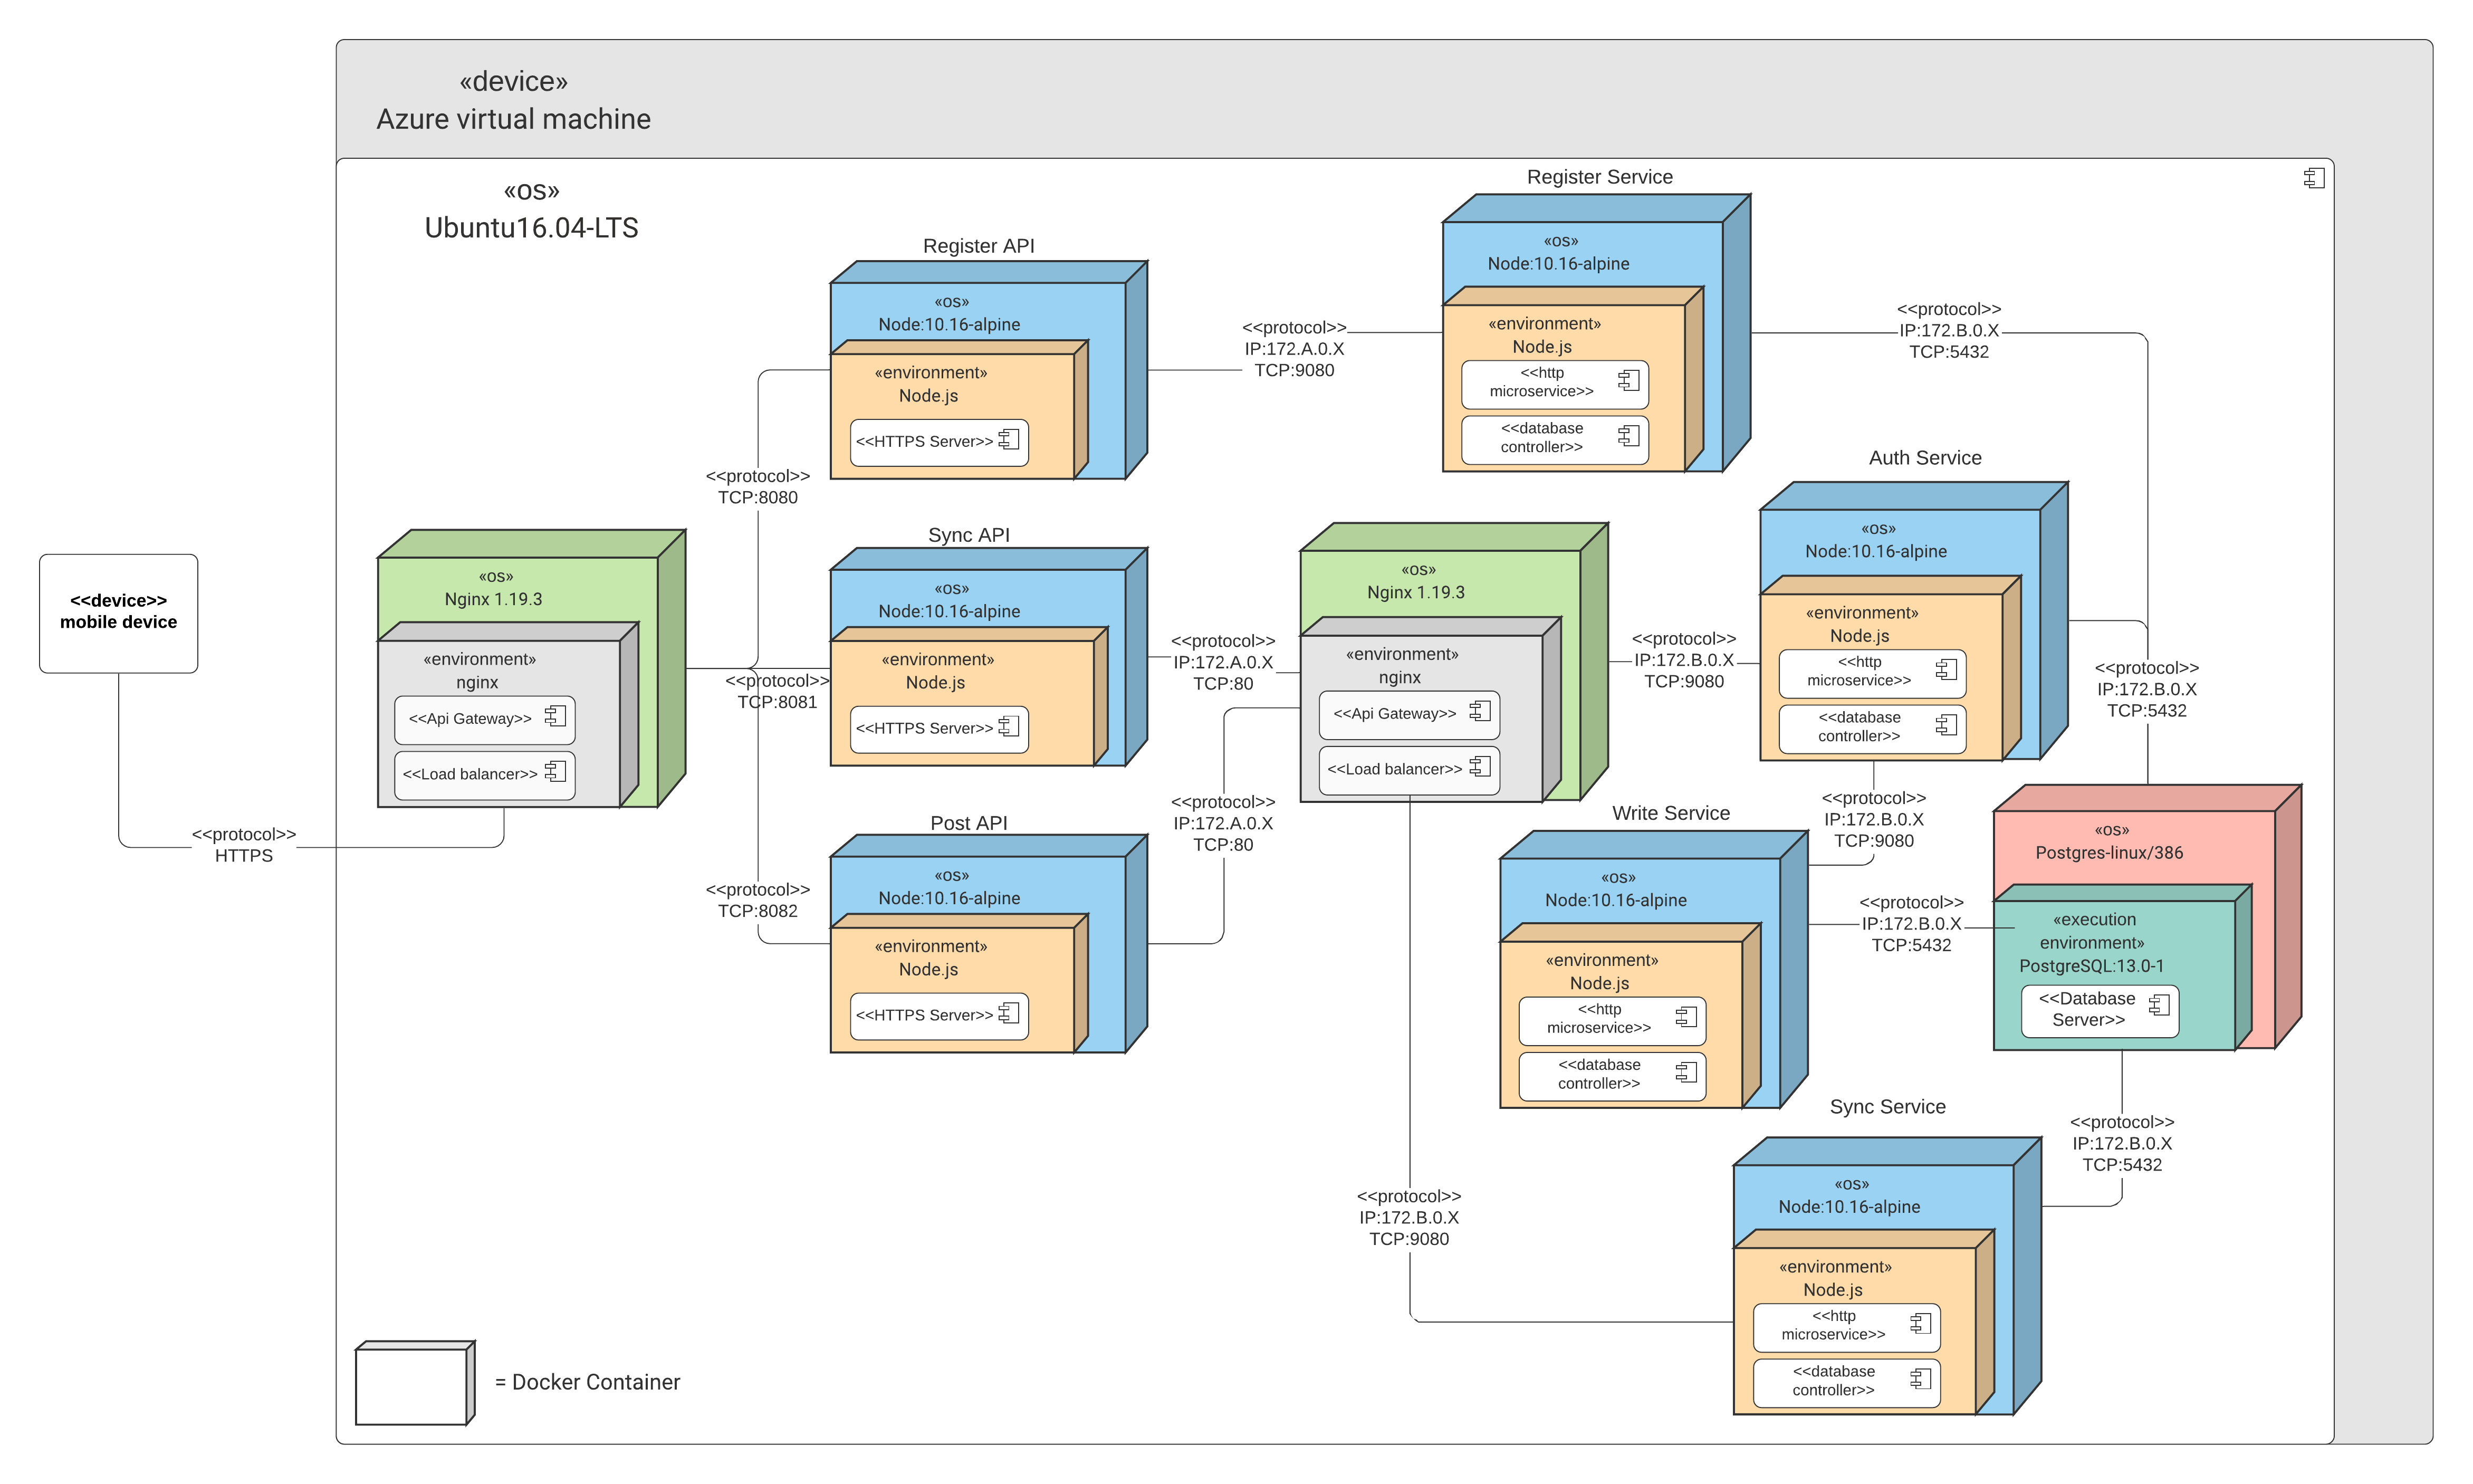 «device»
Azure virtual machine
«os»
Ubuntu16.04-LTS
<<device>>
mobile device
<<protocol>>
HTTPS
«os»
Nginx 1.19.3
«environment»
nginx
<<Api Gateway>>
<<Load balancer>>
<<protocol>>
TCP:8080
<<protocol>>
TCP:8081
<<protocol>>
TCP:8082
Register API
«os»
Node:10.16-alpine
«environment»
Node.js
<<HTTPS Server>>
Sync API
«os»
Node:10.16-alpine
«environment»
Node.js
<<HTTPS Server>>
Post API
«os»
Node:10.16-alpine
«environment»
Node.js
<<HTTPS Server>>
<<protocol>>
IP:172.A.0.X
TCP:9080
<<protocol>>
IP:172.A.0.X
TCP:80
<<protocol>>
IP:172.A.0.X
TCP:80
Register Service
«os»
Node:10.16-alpine
«environment»
Node.js
<<http
microservice>>
<<database
controller>>
<<protocol>>
IP:172.B.0.X
TCP:5432
«os»
Nginx 1.19.3
«environment»
nginx
<<Api Gateway>>
<<Load balancer>>
<<protocol>>
IP:172.B.0.X
TCP:9080
Auth Service
«os»
Node:10.16-alpine
«environment»
Node.js
<<http
microservice>>
<<database
controller>>
<<protocol>>
IP:172.B.0.X
TCP:5432
<<protocol>>
IP:172.B.0.X
TCP:9080
Write Service
«os»
Node:10.16-alpine
«environment»
Node.js
<<http
microservice>>
<<database
controller>>
<<protocol>>
IP:172.B.0.X
TCP:5432
«os»
Postgres-linux/386
«execution
environment»
PostgreSQL:13.0-1
<<Database
Server>>
<<protocol>>
IP:172.B.0.X
TCP:5432
<<protocol>>
IP:172.B.0.X
TCP:9080
Sync Service
«os»
Node:10.16-alpine
«environment»
Node.js
<<http
microservice>>
<<database
controller>>
= Docker Container